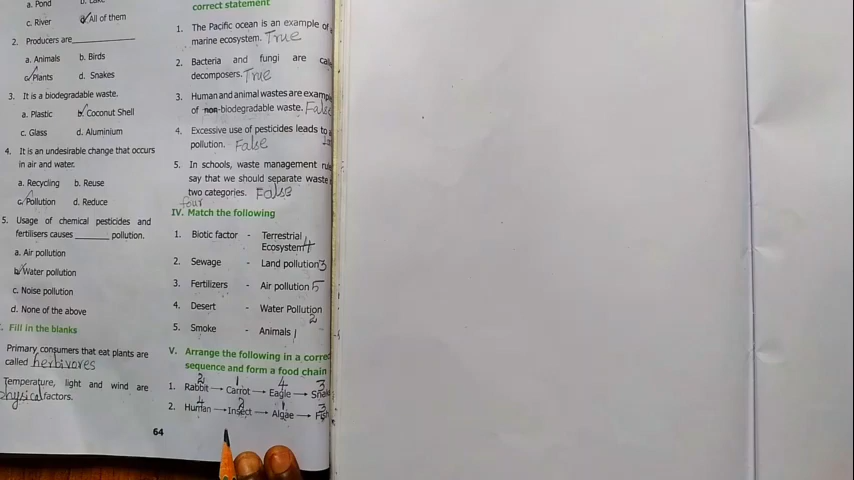 a. Pond
c. River
All of them
2. Producers are
a. Animals b. Birds
c. Plants d. Snakes
3. It is a biodegradable waste.
a. Plastic b. Coconut Shell
c. Glass d. Aluminium
4. It is an undesirable change that occurs
in air and water.
a. Recycling b. Reuse
c. Pollution d. Reduce
5. Usage of chemical pesticides and
fertilisers causes ________ pollution.
a. Air pollution
b. Water pollution
c. Noise pollution
d. None of the above
Fill in the blanks
Primary consumers that eat plants are
called herbivores
Temperature, light and wind are
physical factors.
64
correct statement
1. The Pacific ocean is an example of
marine ecosystem. True
2. Bacteria and fungi are
decomposers. True
3. Human and animal wastes are
of non-biodegradable waste. False
4. Excessive use of pesticides leads to
pollution. False
5. In schools, waste management
say that we should separate waste
two categories. False
four
IV. Match the following
1. Biotic factor - Terrestrial
Ecosystem 4
2. Sewage - Land pollution 3
3. Fertilizers - Air pollution 5
4. Desert - Water Pollution
2
5. Smoke - Animals 1
V. Arrange the following in a
sequence and form a food chain
2 1 4 3
1. Rabbit → Carrot → Eagle →
4 2 1 3
2. Human → Insect → Algae →